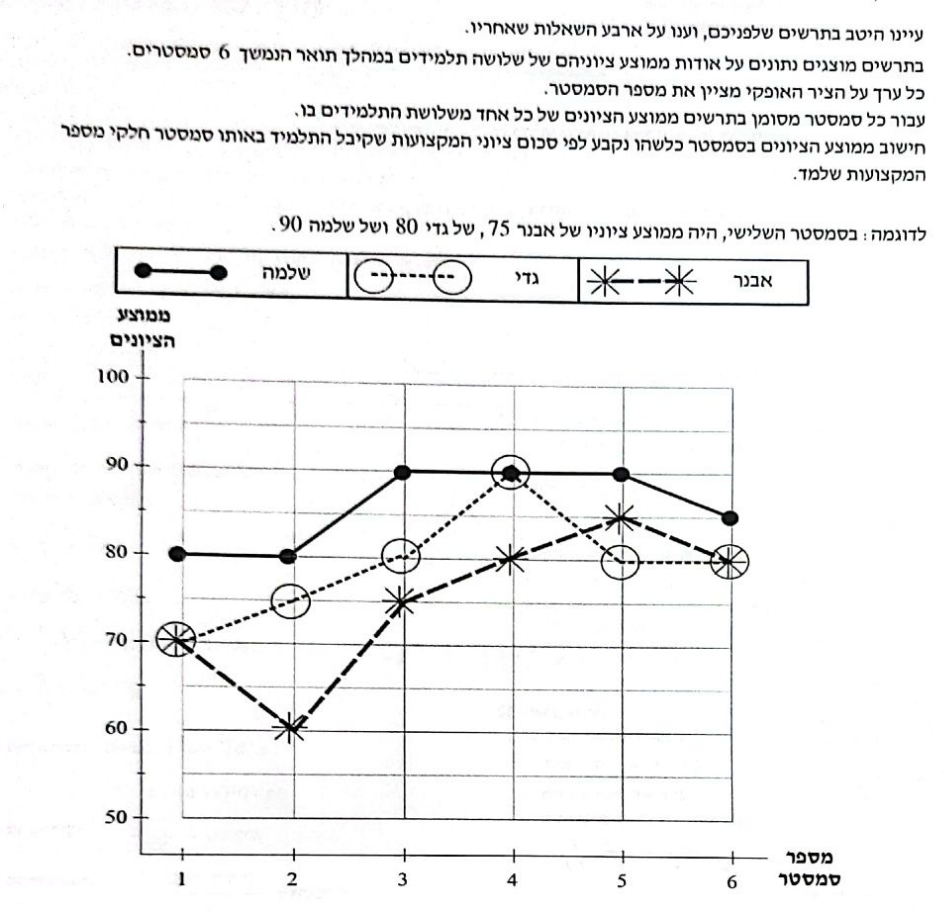 עיינו היטב בתרשים שלפניכם, וענו על ארבע השאלות שאחריו.
בתרשים מוצגים נתונים על אודות ממוצע ציוניהם של שלושה תלמידים במהלך תואר הנמשך 6 סמסטרים.
כל ערך על הציר האופקי מציין את מספר הסמסטר.
עבור כל סמסטר מסומן בתרשים ממוצע הציונים של כל אחד משלושת התלמידים בו.
חישוב ממוצע הציונים בסמסטר כלשהו נקבע לפי סכום ציוני המקצועות שקיבל התלמיד באותו סמסטר חלקי מספר
המקצועות שלמד.
לדוגמה: בסמסטר השלישי, היה ממוצע ציוניו של אבנר 75, של גדי 80 ושל שלמה 90.
אבנר גדי שלמה
ממוצע
הציונים
100
90
80
70
60
50
1 2 3 4 5 6
מספר
סמסטר